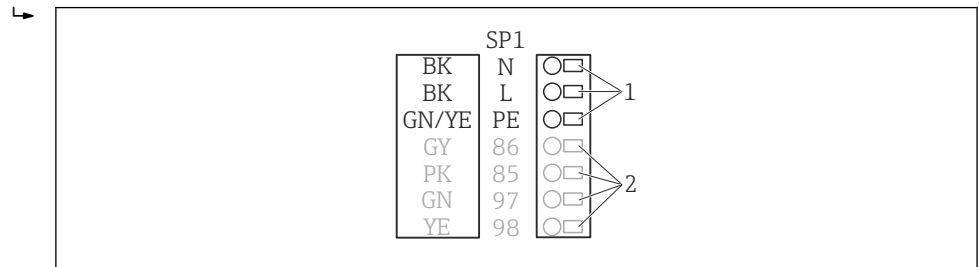 SP1
BK N
BK L 1
GN/YE PE
GY 86
PK 85
GN 97 2
YE 98